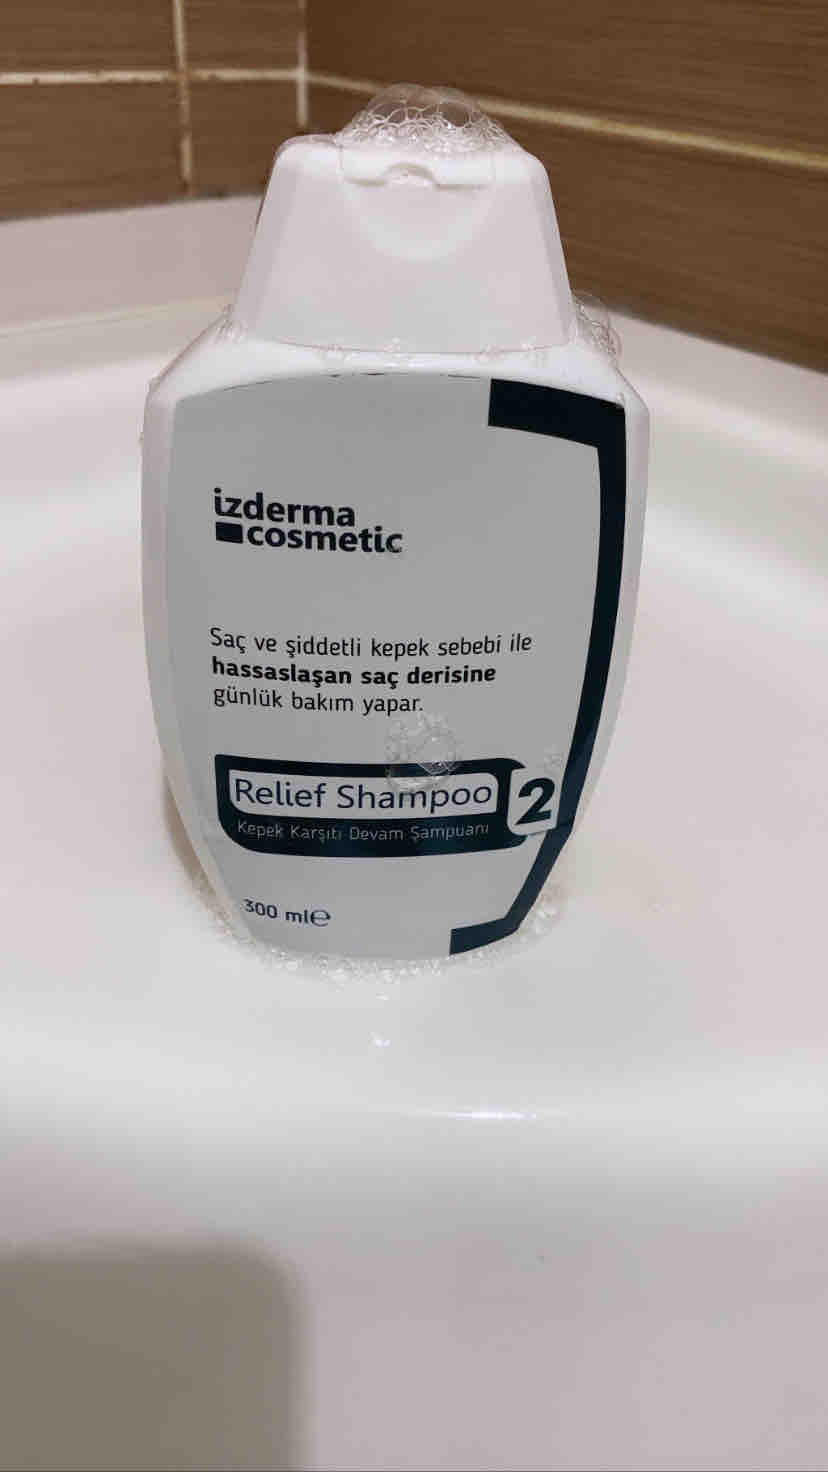 izderma
cosmetic
Saç ve şiddetli kepek sebebi ile
hassaslaşan saç derisine
günlük bakım yapar.
Relief Shampoo 2
Kepek Karşıtı Devam Şampuanı
300 ml℮